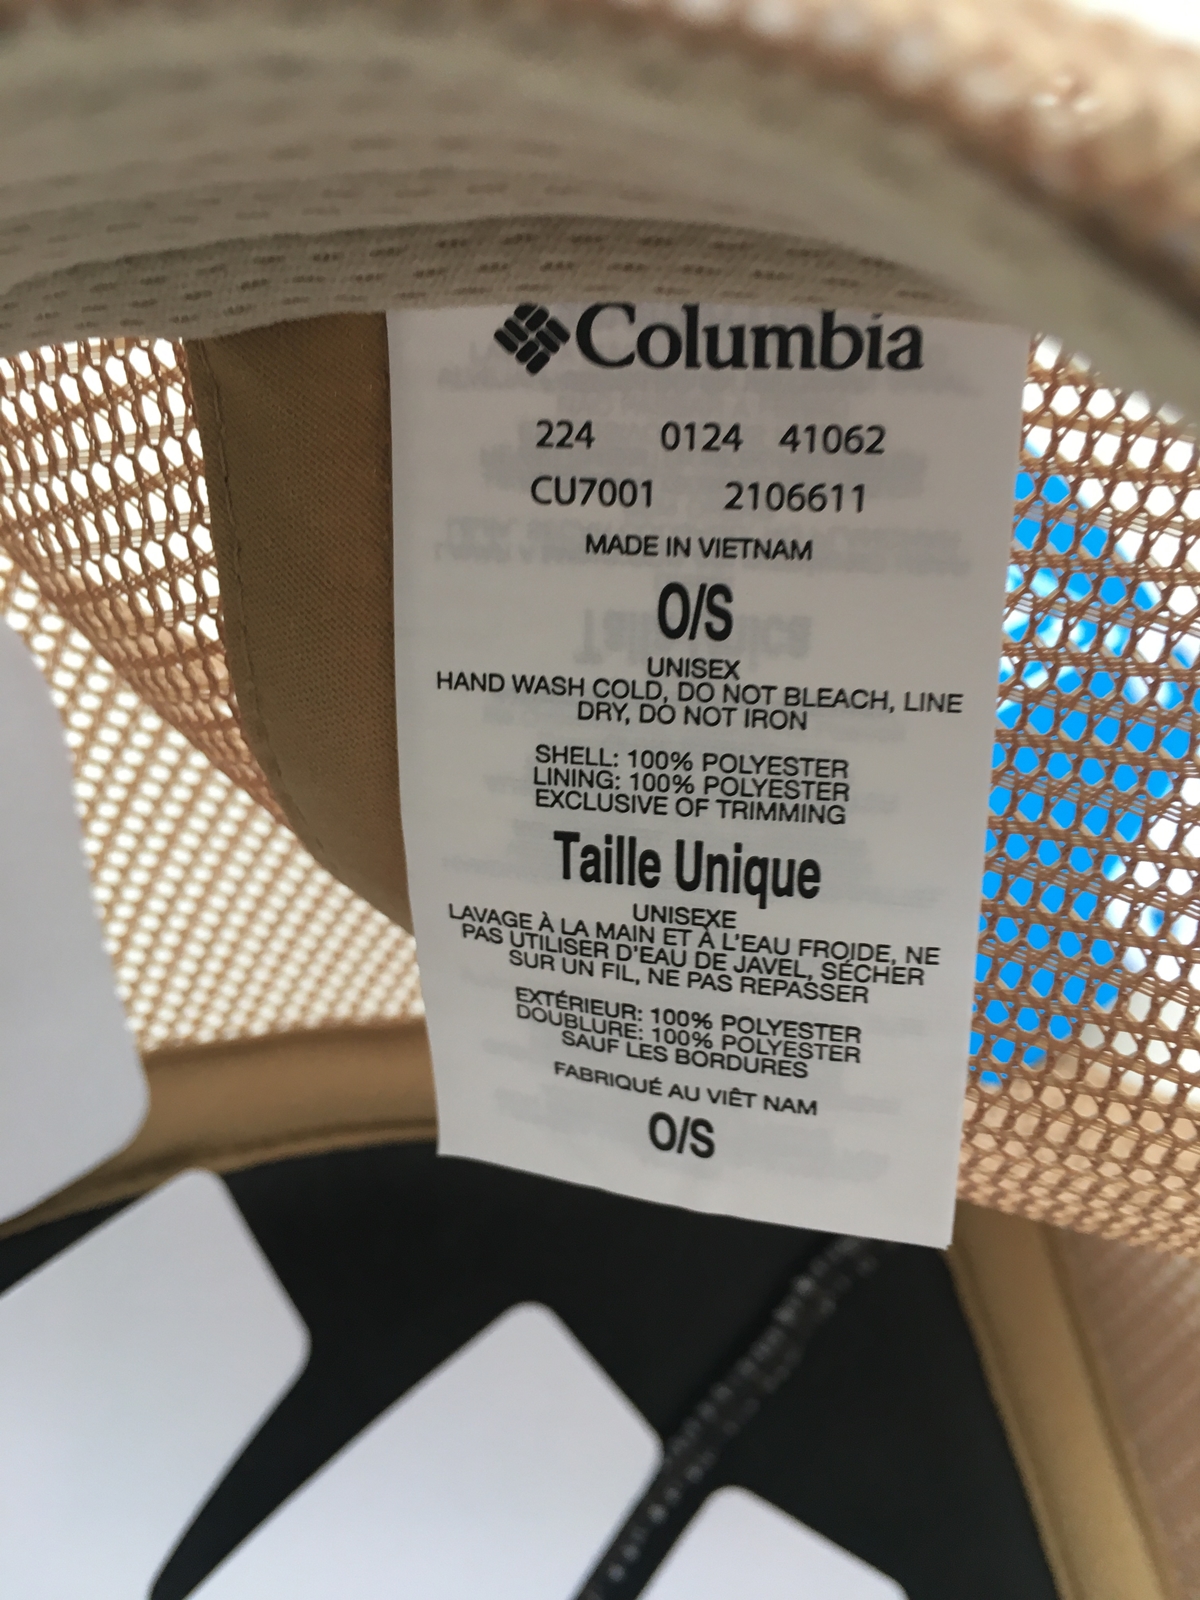 Columbia
224 0124 41062
CU7001 2106611
MADE IN VIETNAM
O/S
UNISEX
HAND WASH COLD, DO NOT BLEACH, LINE
DRY, DO NOT IRON
SHELL: 100% POLYESTER
LINING: 100% POLYESTER
EXCLUSIVE OF TRIMMING
Taille Unique
UNISEXE
LAVAGE À LA MAIN ET À L'EAU FROIDE, NE
PAS UTILISER D'EAU DE JAVEL, SÉCHER
SUR UN FIL, NE PAS REPASSER
EXTÉRIEUR: 100% POLYESTER
DOUBLURE: 100% POLYESTER
SAUF LES BORDURES
FABRIQUÉ AU VIÊT NAM
O/S